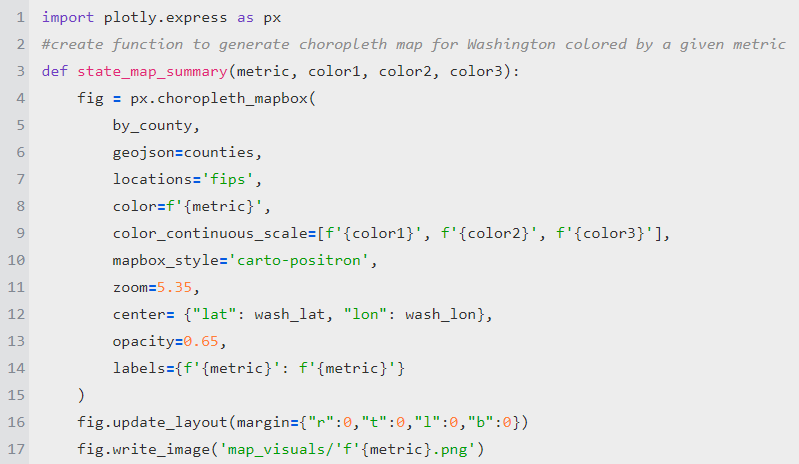 1 import plotly.express as px
2 #create function to generate choropleth map for Washington colored by a given metric
3 def state_map_summary(metric, color1, color2, color3):
4     fig = px.choropleth_mapbox(
5         by_county,
6         geojson=counties,
7         locations='fips',
8         color=f'{metric}',
9         color_continuous_scale=[f'{color1}', f'{color2}', f'{color3}'],
10         mapbox_style='carto-positron',
11         zoom=5.35,
12         center= {"lat": wash_lat, "lon": wash_lon},
13         opacity=0.65,
14         labels={f'{metric}': f'{metric}'}
15     )
16     fig.update_layout(margin={"r":0,"t":0,"l":0,"b":0})
17     fig.write_image('map_visuals/'f'{metric}.png')